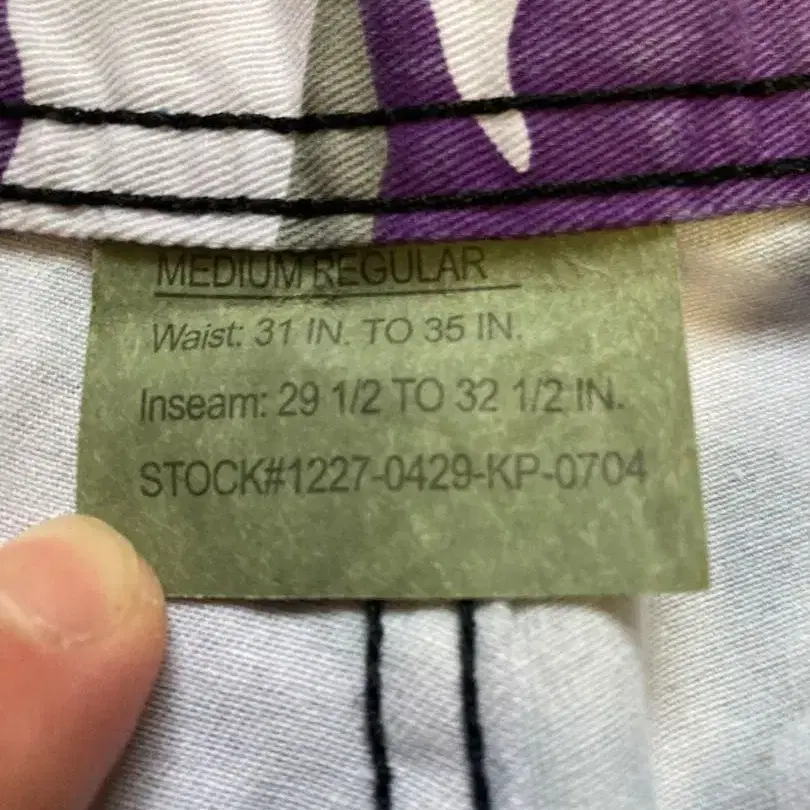 MEDIUM REGULAR
Waist: 31 IN. TO 35 IN.
Inseam: 29 1/2 TO 32 1/2 IN.
STOCK#1227-0429-KP-0704